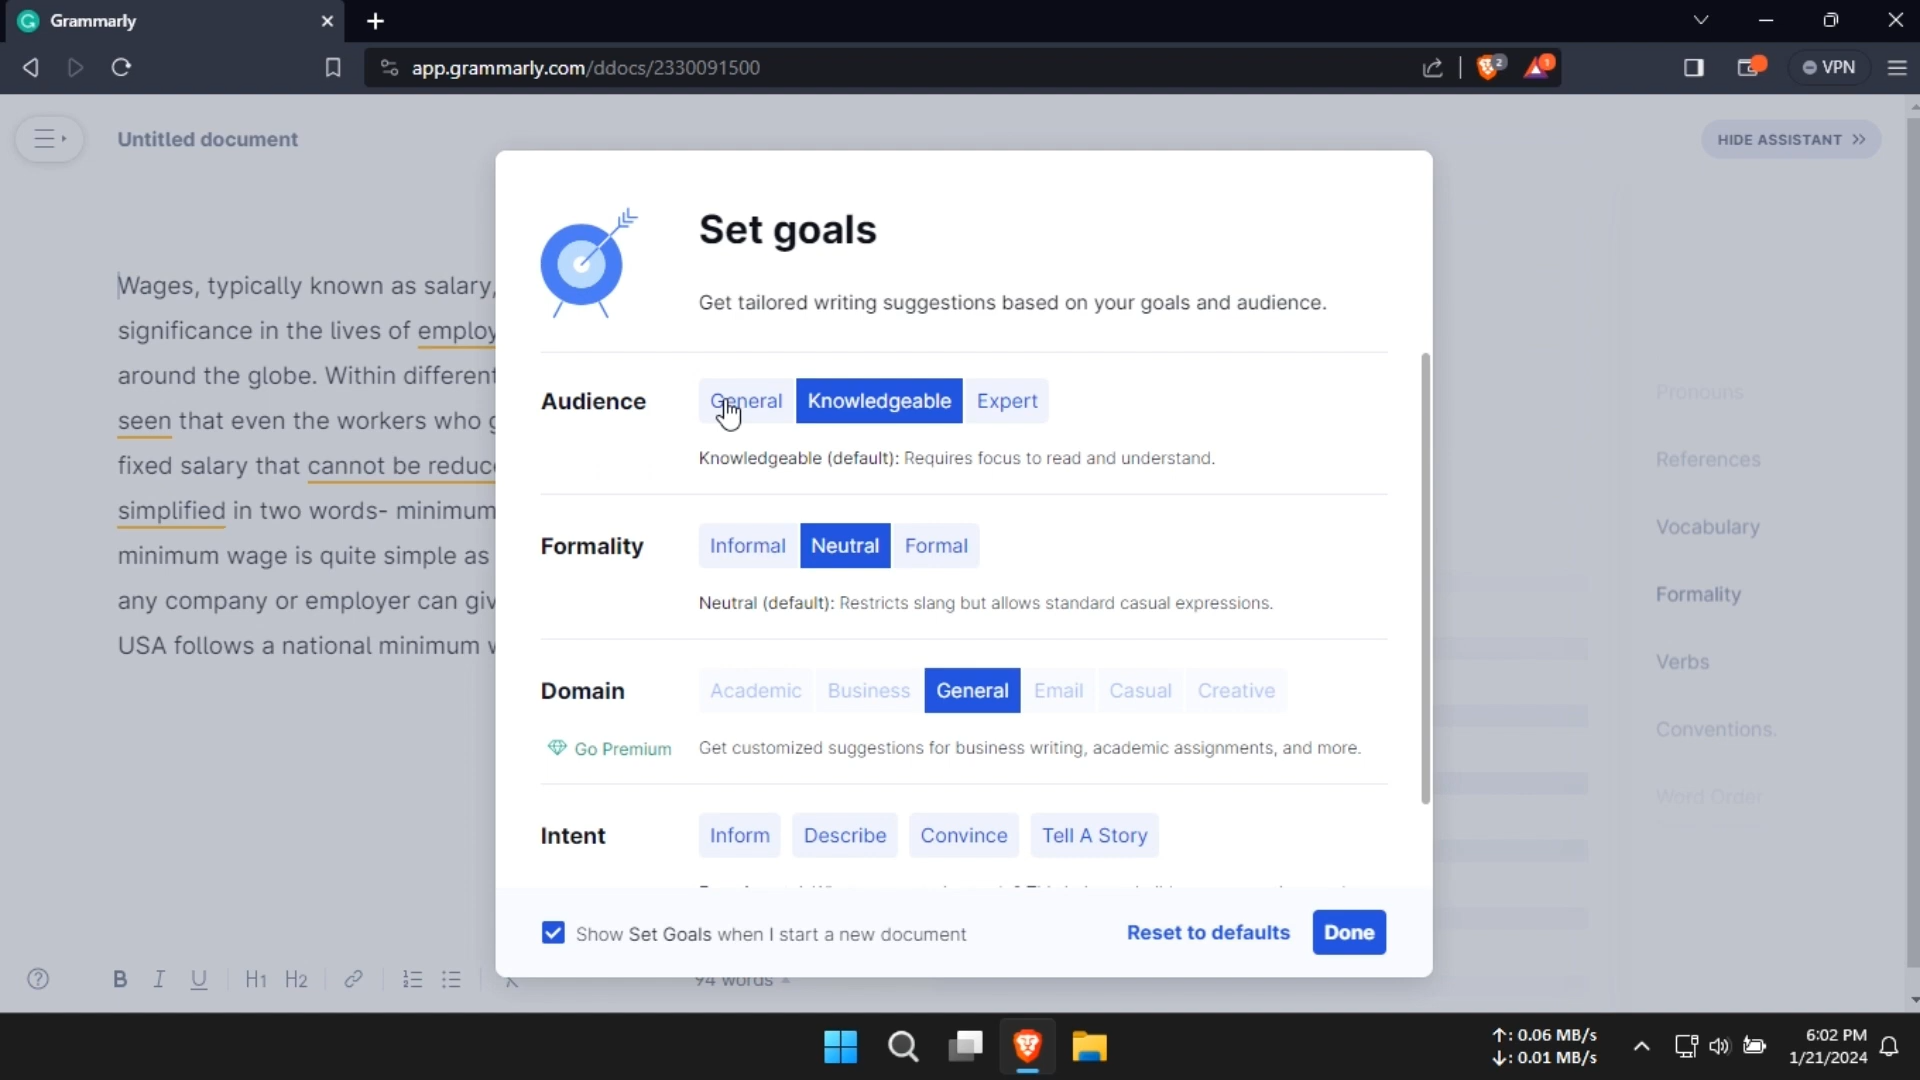 Grammarly
app.grammarly.com/ddocs/2330091500
2
1
VPN
Untitled document
HIDE ASSISTANT
Set goals
Get tailored writing suggestions based on your goals and audience.
Wages, typically known as salary,
significance in the lives of employ
around the globe. Within different
seen that even the workers who g
fixed salary that cannot be reduce
simplified in two words- minimum
minimum wage is quite simple as
any company or employer can giv
USA follows a national minimum w
Audience
General Knowledgeable Expert
Knowledgeable (default): Requires focus to read and understand.
Formality
Informal Neutral Formal
Neutral (default): Restricts slang but allows standard casual expressions.
Domain
Academic Business General Email Casual Creative
Go Premium
Get customized suggestions for business writing, academic assignments, and more.
Intent
Inform Describe Convince Tell A Story
Show Set Goals when I start a new document
Reset to defaults
Done
Pronouns
References
Vocabulary
Formality
Verbs
Conventions.
Word Order
B I U H1 H2
94 words
↑: 0.06 MB/s
↓: 0.01 MB/s
6:02 PM
1/21/2024